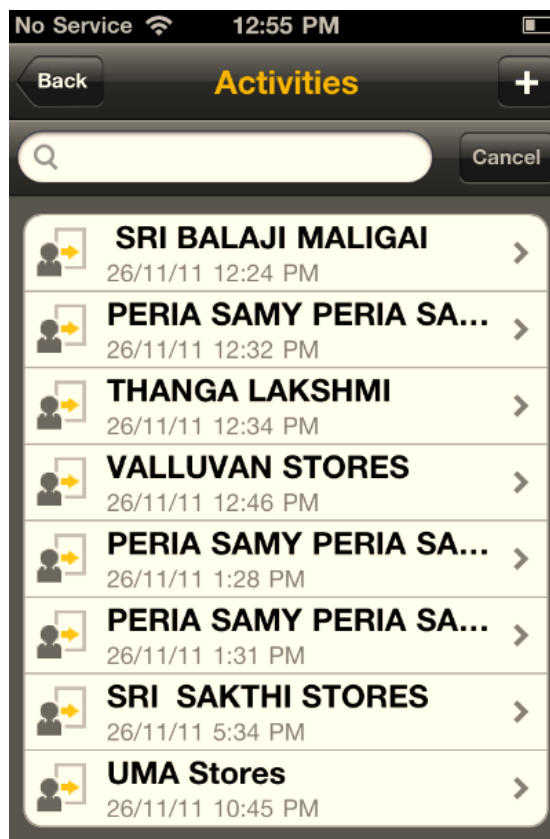 No Service 12:55 PM
Back Activities +
Cancel
SRI BALAJI MALIGAI
26/11/11 12:24 PM
PERIA SAMY PERIA SA...
26/11/11 12:32 PM
THANGA LAKSHMI
26/11/11 12:34 PM
VALLUVAN STORES
26/11/11 12:46 PM
PERIA SAMY PERIA SA...
26/11/11 1:28 PM
PERIA SAMY PERIA SA...
26/11/11 1:31 PM
SRI  SAKTHI STORES
26/11/11 5:34 PM
UMA Stores
26/11/11 10:45 PM